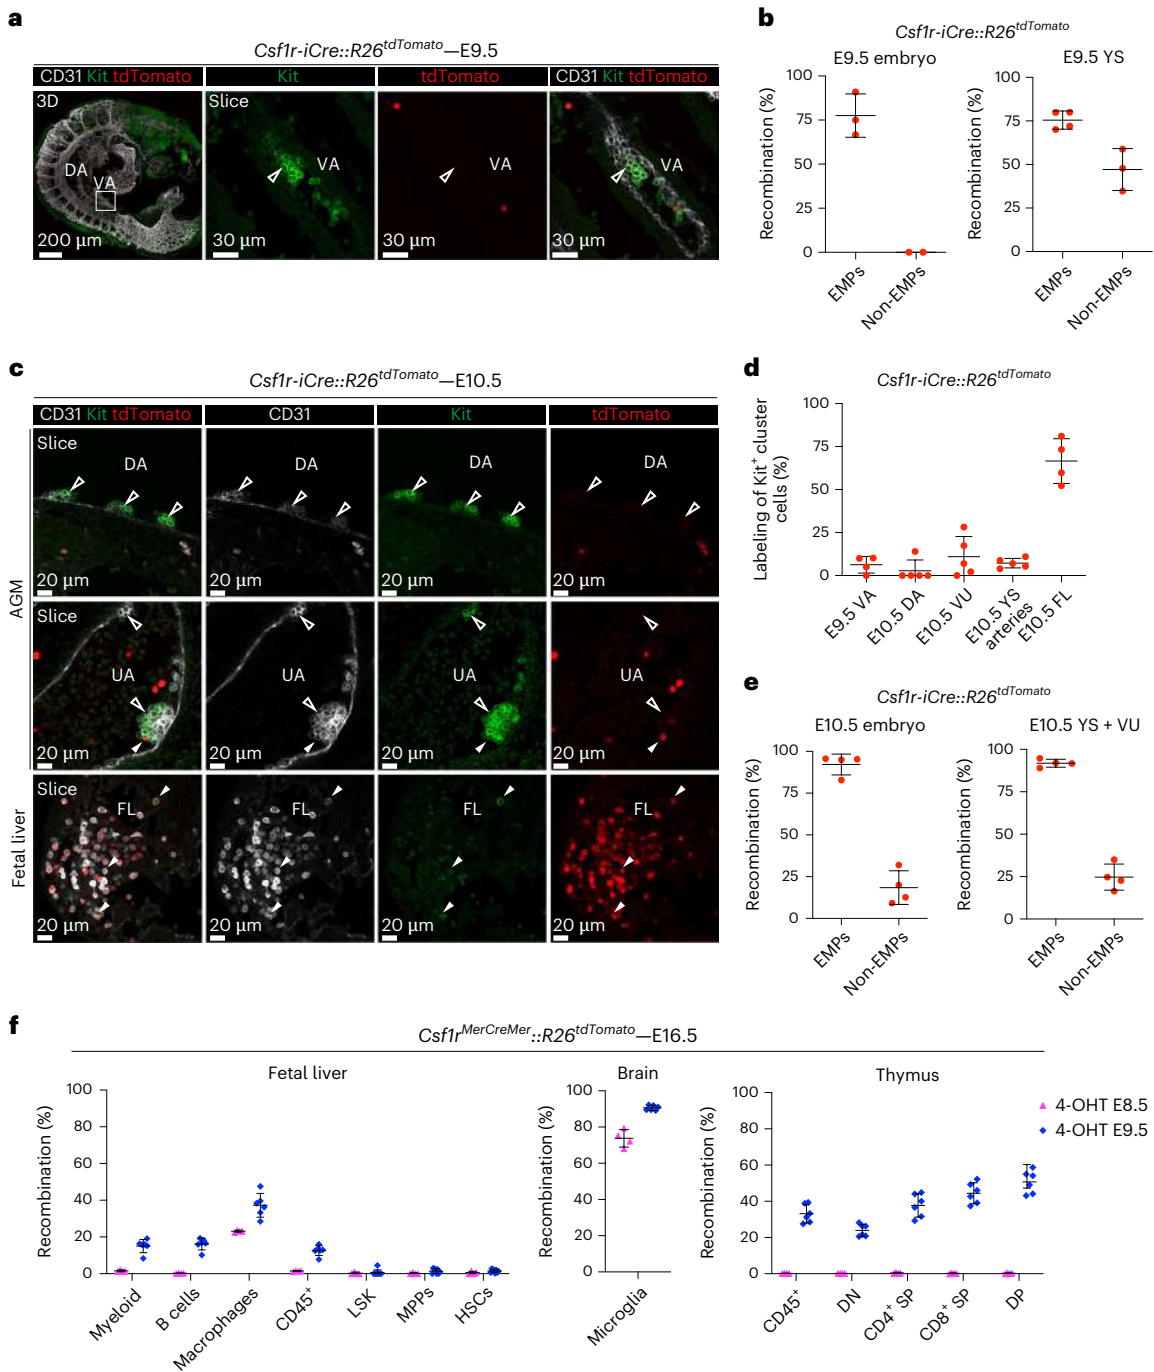 a
Csf1r-iCre::R26tdTomato—E9.5
CD31 Kit tdTomato
Kit
tdTomato
CD31 Kit tdTomato
3D
DA
VA
200 µm
Slice
VA
30 µm
VA
30 µm
VA
30 µm
b
Csf1r-iCre::R26tdTomato
E9.5 embryo
Recombination (%)
100
75
50
25
0
EMPs
Non-EMPs
E9.5 YS
Recombination (%)
100
75
50
25
0
EMPs
Non-EMPs
c
Csf1r-iCre::R26tdTomato—E10.5
CD31 Kit tdTomato
CD31
Kit
tdTomato
AGM
Slice
DA
20 µm
DA
20 µm
DA
20 µm
DA
20 µm
Slice
UA
20 µm
UA
20 µm
UA
20 µm
UA
20 µm
Fetal liver
Slice
FL
20 µm
FL
20 µm
FL
20 µm
FL
20 µm
d
Csf1r-iCre::R26tdTomato
Labeling of Kit+ cluster
cells (%)
100
75
50
25
0
E9.5 VA
E10.5 DA
E10.5 VU
E10.5 YS
arteries
E10.5 FL
e
Csf1r-iCre::R26tdTomato
E10.5 embryo
Recombination (%)
100
75
50
25
0
EMPs
Non-EMPs
E10.5 YS + VU
Recombination (%)
100
75
50
25
0
EMPs
Non-EMPs
f
Csf1rMerCreMer::R26tdTomato—E16.5
Fetal liver
Recombination (%)
100
80
60
40
20
0
Myeloid
B cells
Macrophages
CD45+
LSK
MPPs
HSCs
Brain
Recombination (%)
100
80
60
40
20
0
Microglia
Thymus
Recombination (%)
100
80
60
40
20
0
CD45+
DN
CD4+ SP
CD8+ SP
DP
4-OHT E8.5
4-OHT E9.5